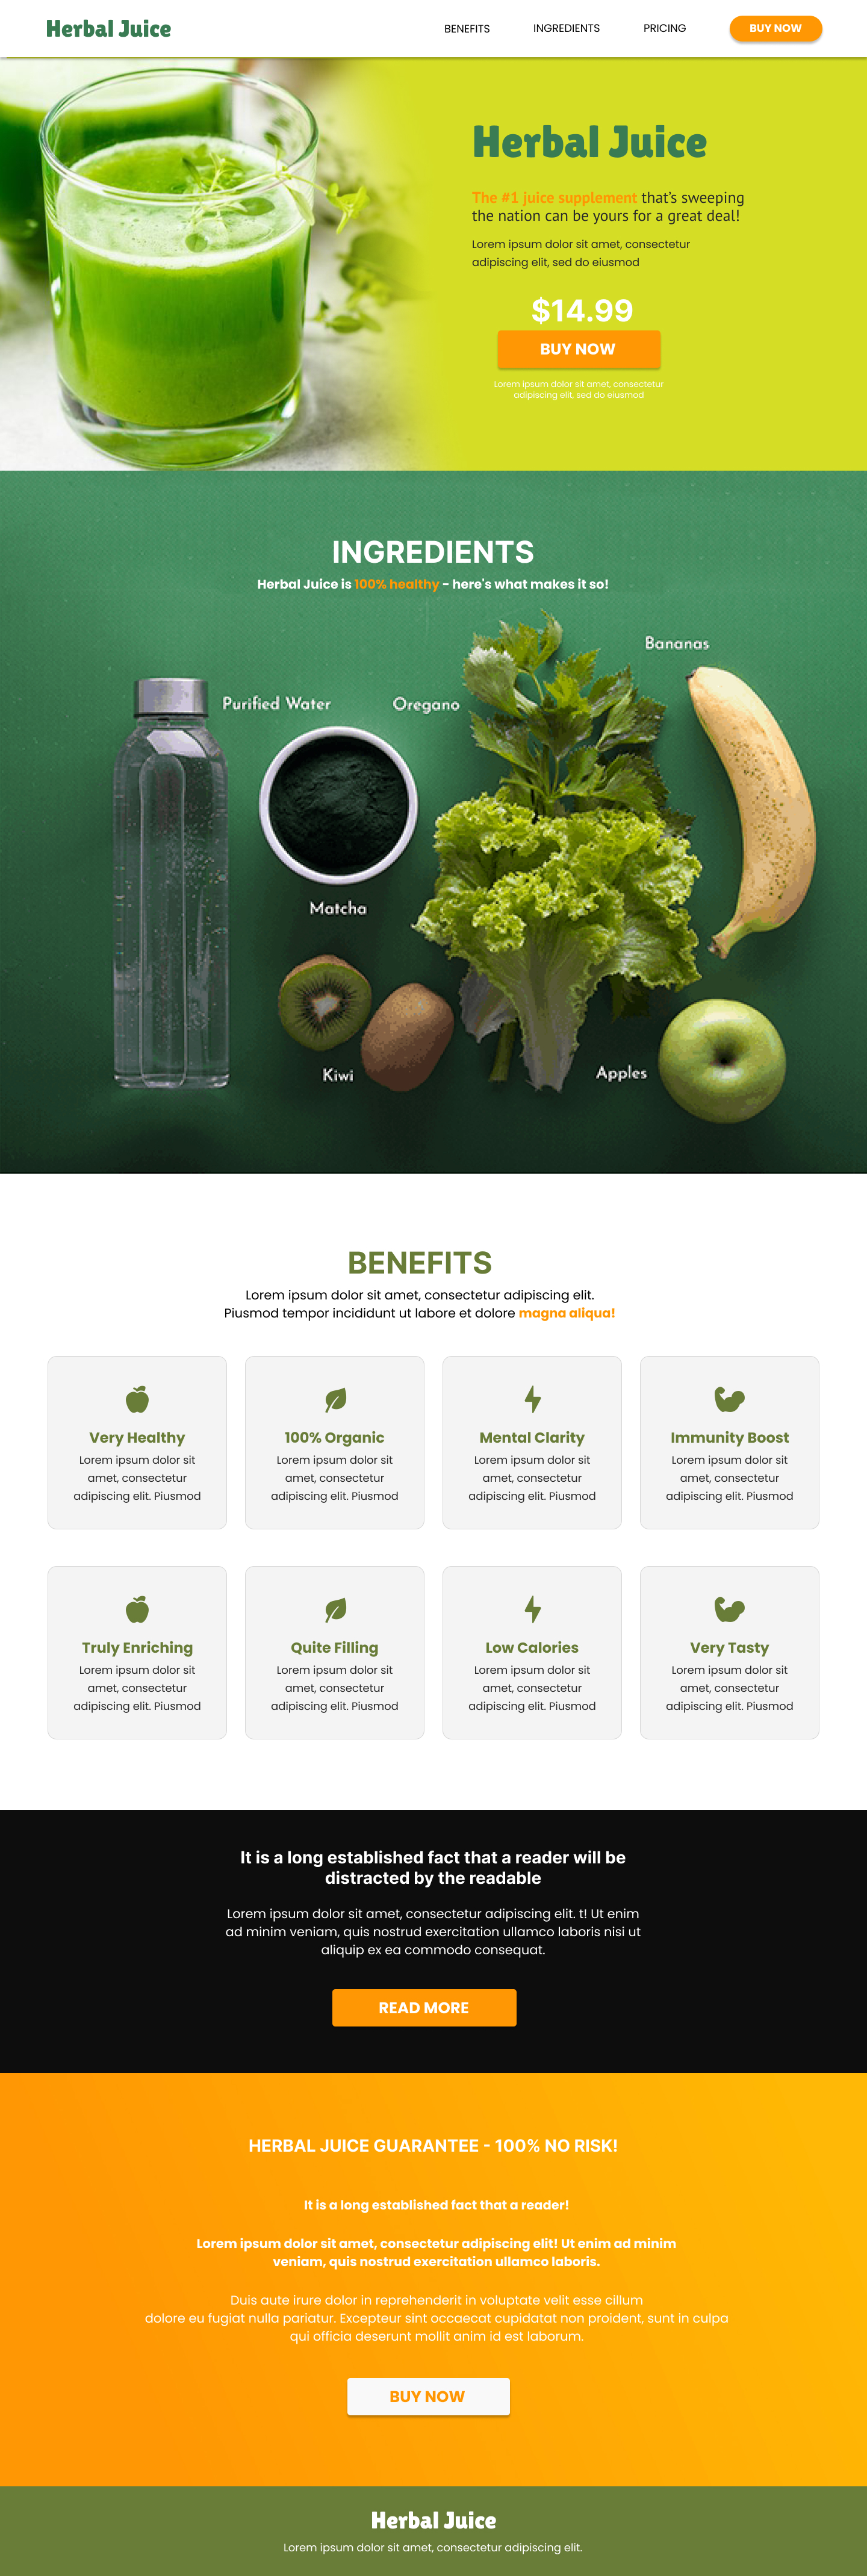 Herbal Juice
BENEFITS
INGREDIENTS
PRICING
BUY NOW
Herbal Juice
The #1 juice supplement that's sweeping
the nation can be yours for a great deal!
Lorem ipsum dolor sit amet, consectetur
adipiscing elit, sed do eiusmod
$14.99
BUY NOW
Lorem ipsum dolor sit amet, consectetur
adipiscing elit, sed do eiusmod
INGREDIENTS
Herbal Juice is 100% healthy - here's what makes it so!
Bananas
Purified Water
Oregano
Matcha
Kiwi
Apples
BENEFITS
Lorem ipsum dolor sit amet, consectetur adipiscing elit.
Piusmod tempor incididunt ut labore et dolore magna aliqua!
Very Healthy
Lorem ipsum dolor sit
amet, consectetur
adipiscing elit. Piusmod
100% Organic
Lorem ipsum dolor sit
amet, consectetur
adipiscing elit. Piusmod
Mental Clarity
Lorem ipsum dolor sit
amet, consectetur
adipiscing elit. Piusmod
Immunity Boost
Lorem ipsum dolor sit
amet, consectetur
adipiscing elit. Piusmod
Truly Enriching
Lorem ipsum dolor sit
amet, consectetur
adipiscing elit. Piusmod
Quite Filling
Lorem ipsum dolor sit
amet, consectetur
adipiscing elit. Piusmod
Low Calories
Lorem ipsum dolor sit
amet, consectetur
adipiscing elit. Piusmod
Very Tasty
Lorem ipsum dolor sit
amet, consectetur
adipiscing elit. Piusmod
It is a long established fact that a reader will be
distracted by the readable
Lorem ipsum dolor sit amet, consectetur adipiscing elit. t! Ut enim
ad minim veniam, quis nostrud exercitation ullamco laboris nisi ut
aliquip ex ea commodo consequat.
READ MORE
HERBAL JUICE GUARANTEE - 100% NO RISK!
It is a long established fact that a reader!
Lorem ipsum dolor sit amet, consectetur adipiscing elit! Ut enim ad minim
veniam, quis nostrud exercitation ullamco laboris.
Duis aute irure dolor in reprehenderit in voluptate velit esse cillum
dolore eu fugiat nulla pariatur. Excepteur sint occaecat cupidatat non proident, sunt in culpa
qui officia deserunt mollit anim id est laborum.
BUY NOW
Herbal Juice
Lorem ipsum dolor sit amet, consectetur adipiscing elit.